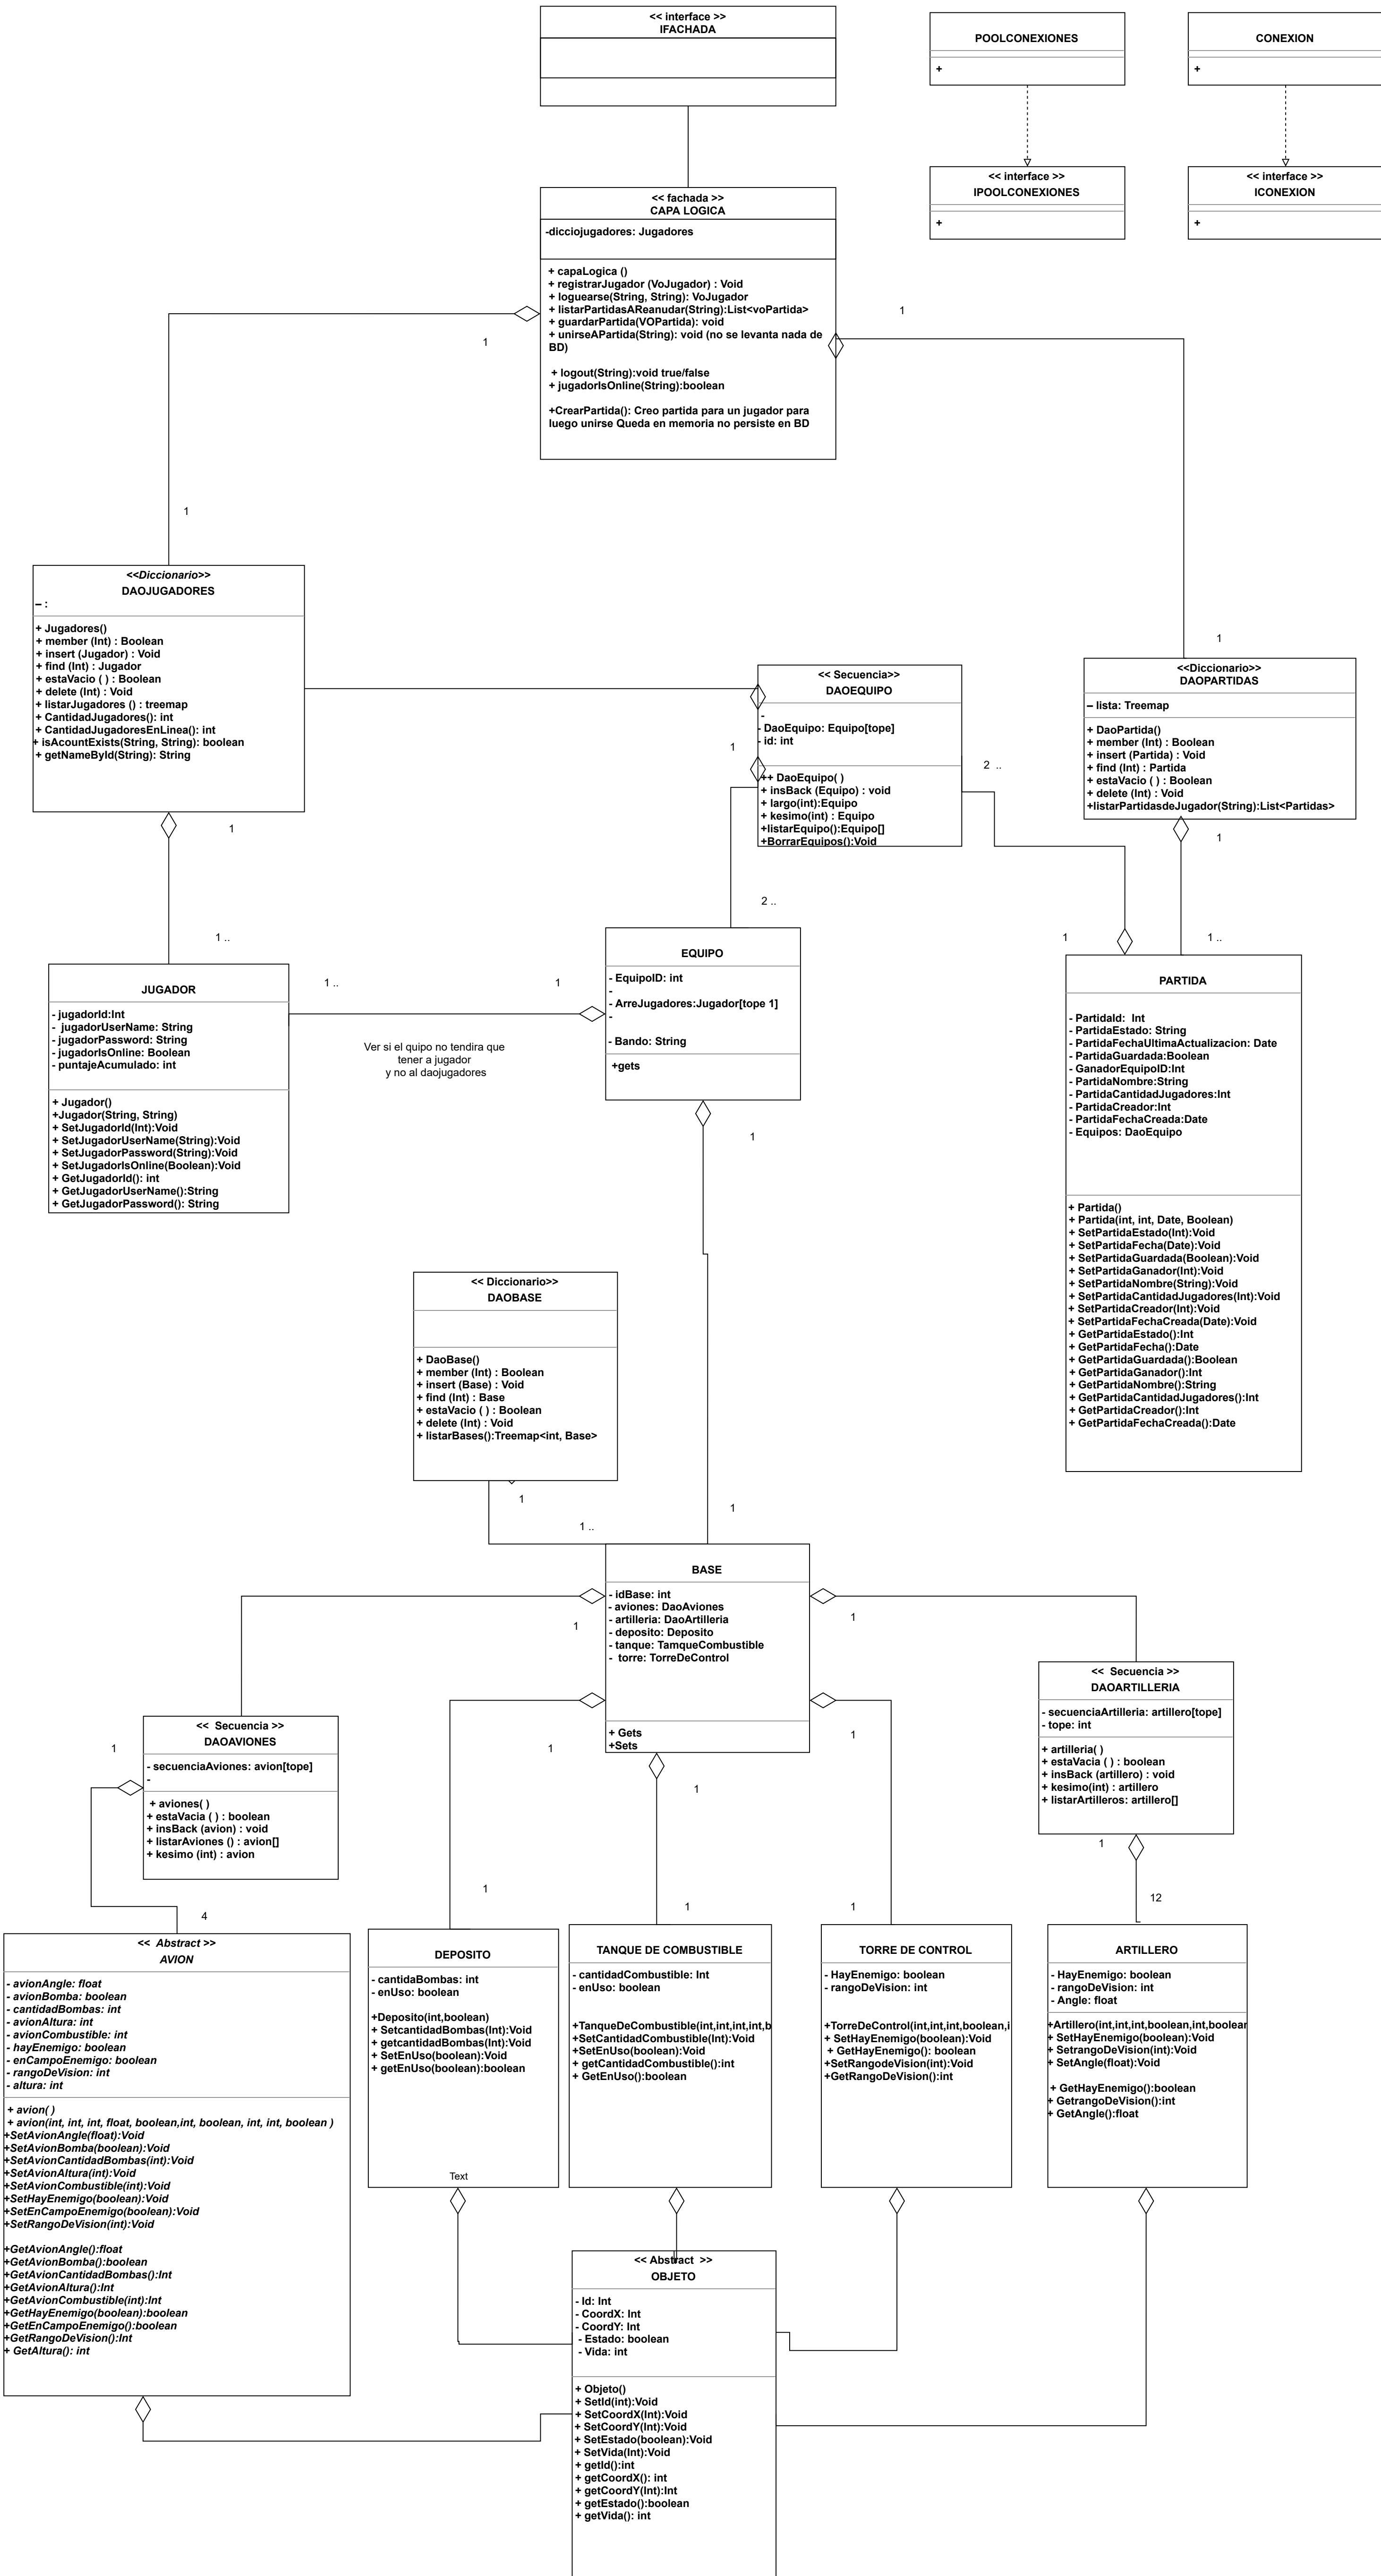 << interface >>
IFACHADA
POOLCONEXIONES
+
CONEXION
+
<< interface >>
IPOOLCONEXIONES
+
<< interface >>
ICONEXION
+
<< fachada >>
CAPA LOGICA
-dicciojugadores: Jugadores
+ capaLogica ()
+ registrarJugador (VoJugador) : Void
+ loguearse(String, String): VoJugador
+ listarPartidasAReanudar(String):List<voPartida>
+ guardarPartida(VOPartida): void
+ unirseAPartida(String): void (no se levanta nada de
BD)
+ logout(String):void true/false
+ jugadorIsOnline(String):boolean
+CrearPartida(): Creo partida para un jugador para
luego unirse Queda en memoria no persiste en BD
1
1
1
1
<<Diccionario>>
DAOJUGADORES
– :
+ Jugadores()
+ member (Int) : Boolean
+ insert (Jugador) : Void
+ find (Int) : Jugador
+ estaVacio ( ) : Boolean
+ delete (Int) : Void
+ listarJugadores () : treemap
+ CantidadJugadores(): int
+ CantidadJugadoresEnLinea(): int
+ isAcountExists(String, String): boolean
+ getNameById(String): String
1
1 ..
<< Secuencia>>
DAOEQUIPO
-
- DaoEquipo: Equipo[tope]
- id: int
++ DaoEquipo( )
+ insBack (Equipo) : void
+ largo(int):Equipo
+ kesimo(int) : Equipo
+listarEquipo():Equipo[]
+BorrarEquipos():Void
1
2 ..
2 ..
<<Diccionario>>
DAOPARTIDAS
– lista: Treemap
+ DaoPartida()
+ member (Int) : Boolean
+ insert (Partida) : Void
+ find (Int) : Partida
+ estaVacio ( ) : Boolean
+ delete (Int) : Void
+listarPartidasdeJugador(String):List<Partidas>
1
1
1 ..
JUGADOR
- jugadorId:Int
- jugadorUserName: String
- jugadorPassword: String
- jugadorIsOnline: Boolean
- puntajeAcumulado: int
+ Jugador()
+Jugador(String, String)
+ SetJugadorId(Int):Void
+ SetJugadorUserName(String):Void
+ SetJugadorPassword(String):Void
+ SetJugadorIsOnline(Boolean):Void
+ GetJugadorId(): int
+ GetJugadorUserName():String
+ GetJugadorPassword(): String
1 ..
1
Ver si el quipo no tendira que
tener a jugador
y no al daojugadores
EQUIPO
- EquipoID: int
-
- ArreJugadores:Jugador[tope 1]
-
- Bando: String
+gets
1
PARTIDA
- PartidaId: Int
- PartidaEstado: String
- PartidaFechaUltimaActualizacion: Date
- PartidaGuardada:Boolean
- GanadorEquipoID:Int
- PartidaNombre:String
- PartidaCantidadJugadores:Int
- PartidaCreador:Int
- PartidaFechaCreada:Date
- Equipos: DaoEquipo
+ Partida()
+ Partida(int, int, Date, Boolean)
+ SetPartidaEstado(Int):Void
+ SetPartidaFecha(Date):Void
+ SetPartidaGuardada(Boolean):Void
+ SetPartidaGanador(Int):Void
+ SetPartidaNombre(String):Void
+ SetPartidaCantidadJugadores(Int):Void
+ SetPartidaCreador(Int):Void
+ SetPartidaFechaCreada(Date):Void
+ GetPartidaEstado():Int
+ GetPartidaFecha():Date
+ GetPartidaGuardada():Boolean
+ GetPartidaGanador():Int
+ GetPartidaNombre():String
+ GetPartidaCantidadJugadores():Int
+ GetPartidaCreador():Int
+ GetPartidaFechaCreada():Date
<< Diccionario>>
DAOBASE
+ DaoBase()
+ member (Int) : Boolean
+ insert (Base) : Void
+ find (Int) : Base
+ estaVacio ( ) : Boolean
+ delete (Int) : Void
+ listarBases():Treemap<int, Base>
1
1 ..
1
BASE
- idBase: int
- aviones: DaoAviones
- artilleria: DaoArtilleria
- deposito: Deposito
- tanque: TamqueCombustible
- torre: TorreDeControl
+ Gets
+Sets
1
1
1
1
1
<< Secuencia >>
DAOAVIONES
- secuenciaAviones: avion[tope]
-
+ aviones( )
+ estaVacia ( ) : boolean
+ insBack (avion) : void
+ listarAviones () : avion[]
+ kesimo (int) : avion
1
4
<< Secuencia >>
DAOARTILLERIA
- secuenciaArtilleria: artillero[tope]
- tope: int
+ artilleria( )
+ estaVacia ( ) : boolean
+ insBack (artillero) : void
+ kesimo(int) : artillero
+ listarArtilleros: artillero[]
1
12
1
1
1
<< Abstract >>
AVION
- avionAngle: float
- avionBomba: boolean
- cantidadBombas: int
- avionAltura: int
- avionCombustible: int
- hayEnemigo: boolean
- enCampoEnemigo: boolean
- rangoDeVision: int
- altura: int
+ avion( )
+ avion(int, int, int, float, boolean,int, boolean, int, int, boolean )
+SetAvionAngle(float):Void
+SetAvionBomba(boolean):Void
+SetAvionCantidadBombas(int):Void
+SetAvionAltura(int):Void
+SetAvionCombustible(int):Void
+SetHayEnemigo(boolean):Void
+SetEnCampoEnemigo(boolean):Void
+SetRangoDeVision(int):Void
+GetAvionAngle():float
+GetAvionBomba():boolean
+GetAvionCantidadBombas():Int
+GetAvionAltura():Int
+GetAvionCombustible(int):Int
+GetHayEnemigo(boolean):boolean
+GetEnCampoEnemigo():boolean
+GetRangoDeVision():Int
+ GetAltura(): int
DEPOSITO
- cantidaBombas: int
- enUso: boolean
+Deposito(int,boolean)
+ SetcantidadBombas(Int):Void
+ getcantidadBombas(Int):Void
+ SetEnUso(boolean):Void
+ getEnUso(boolean):boolean
Text
TANQUE DE COMBUSTIBLE
- cantidadCombustible: Int
- enUso: boolean
+TanqueDeCombustible(int,int,int,int,b
+SetCantidadCombustible(Int):Void
+SetEnUso(boolean):Void
+ getCantidadCombustible():int
+ GetEnUso():boolean
TORRE DE CONTROL
- HayEnemigo: boolean
- rangoDeVision: int
+TorreDeControl(int,int,int,boolean,i
+ SetHayEnemigo(boolean):Void
+ GetHayEnemigo(): boolean
+SetRangodeVision(int):Void
+GetRangoDeVision():int
ARTILLERO
- HayEnemigo: boolean
- rangoDeVision: int
- Angle: float
+Artillero(int,int,int,boolean,int,boolear
+ SetHayEnemigo(boolean):Void
+ SetrangoDeVision(int):Void
+ SetAngle(float):Void
+ GetHayEnemigo():boolean
+ GetrangoDeVision():int
+ GetAngle():float
<< Abstract >>
OBJETO
- Id: Int
- CoordX: Int
- CoordY: Int
- Estado: boolean
- Vida: int
+ Objeto()
+ SetId(int):Void
+ SetCoordX(Int):Void
+ SetCoordY(Int):Void
+ SetEstado(boolean):Void
+ SetVida(Int):Void
+ getId():int
+ getCoordX(): int
+ getCoordY(Int):Int
+ getEstado():boolean
+ getVida(): int